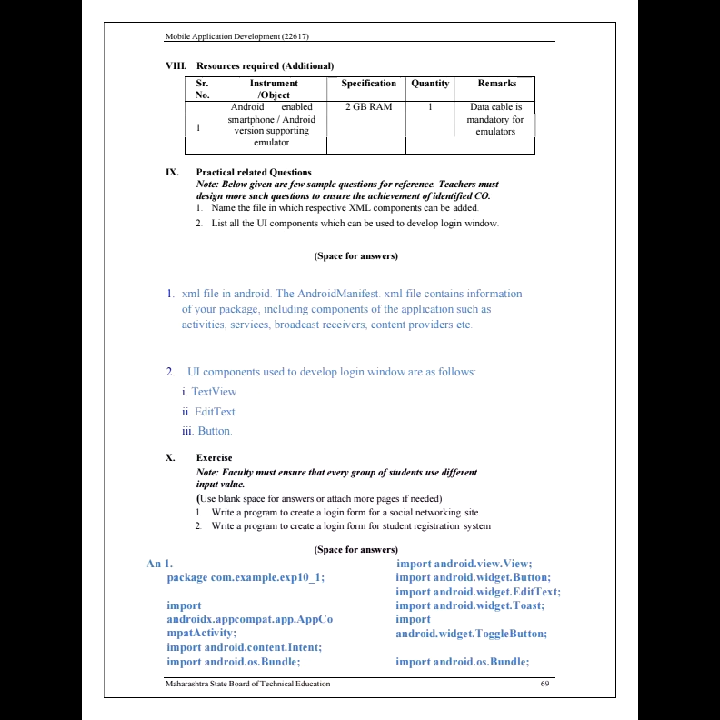 Mobile Application Development (22617)
VIII. Resources required (Additional)
Sr. No. Instrument /Object Specification Quantity Remarks
1 Android enabled smartphone / Android version supporting emulator 2 GB RAM 1 Data cable is mandatory for emulators
IX. Practical related Questions
Note: Below given are few sample questions for reference. Teachers must
design more such questions to ensure the achievement of identified CO.
1. Name the file in which respective XML components can be added.
2. List all the UI components which can be used to develop login window.
(Space for answers)
1. xml file in android. The AndroidManifest. xml file contains information
of your package, including components of the application such as
activities, services, broadcast receivers, content providers etc.
2. UI components used to develop login window are as follows:
i. TextView
ii. EditText
iii. Button.
X. Exercise
Note: Faculty must ensure that every group of students use different
input value.
(Use blank space for answers or attach more pages if needed)
1. Write a program to create a login form for a social networking site
2. Write a program to create a login form for student registration system
(Space for answers)
An 1.
package com.example.exp10_1;
import
androidx.appcompat.app.AppCo
mpatActivity;
import android.content.Intent;
import android.os.Bundle;
import android.view.View;
import android.widget.Button;
import android.widget.EditText;
import android.widget.Toast;
import
android.widget.ToggleButton;
import android.os.Bundle;
Maharashtra State Board of Technical Education 69